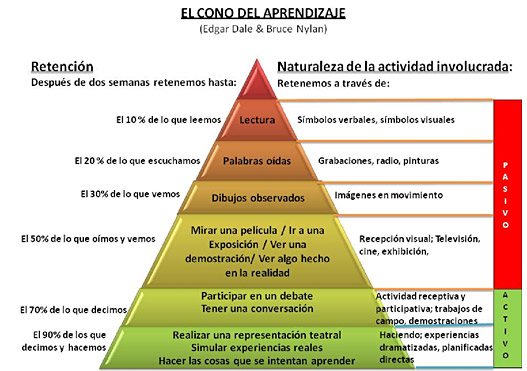 EL CONO DEL APRENDIZAJE
(Edgar Dale & Bruce Nylan)
Retención
Después de dos semanas retenemos hasta:
Naturaleza de la actividad involucrada:
Retenemos a través de:
El 10 % de lo que leemos
Lectura
Símbolos verbales, símbolos visuales
El 20 % de lo que escuchamos
Palabras oídas
Grabaciones, radio, pinturas
El 30% de lo que vemos
Dibujos observados
Imágenes en movimiento
El 50% de lo que oímos y vemos
Mirar una película / Ir a una
Exposición / Ver una
demostración/ Ver algo hecho
en la realidad
Recepción visual; Televisión,
cine, exhibición,
El 70% de lo que decimos
Participar en un debate
Tener una conversación
Actividad receptiva y
participativa; trabajos de
campo, demostraciones
El 90% de los que
decimos y hacemos
Realizar una representación teatral
Simular experiencias reales
Hacer las cosas que se intentan aprender
Haciendo; experiencias
dramatizadas, planificadas
directas
PASIVO
ACTIVO